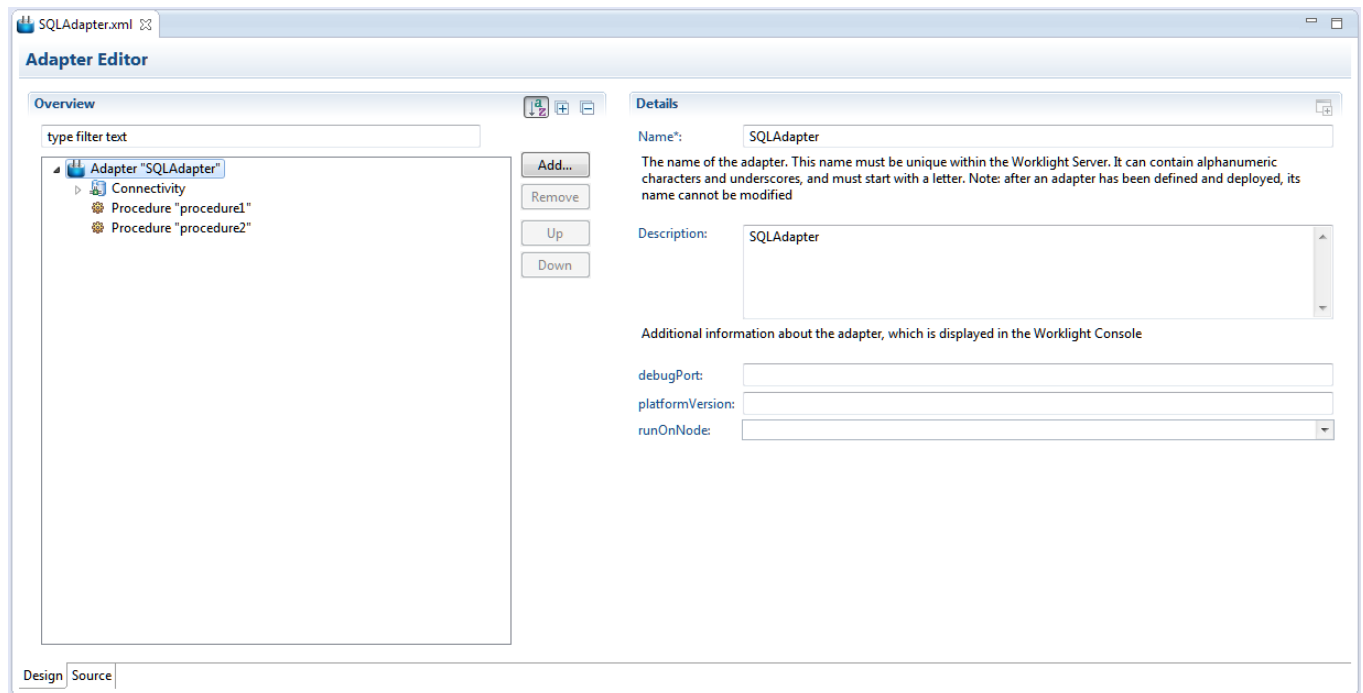 SQLAdapter.xml
Adapter Editor
Overview
type filter text
Adapter "SQLAdapter"
Connectivity
Procedure "procedure1"
Procedure "procedure2"
Add...
Remove
Up
Down
Details
Name*: SQLAdapter
The name of the adapter. This name must be unique within the Worklight Server. It can contain alphanumeric
characters and underscores, and must start with a letter. Note: after an adapter has been defined and deployed, its
name cannot be modified
Description: SQLAdapter
Additional information about the adapter, which is displayed in the Worklight Console
debugPort:
platformVersion:
runOnNode:
Design Source